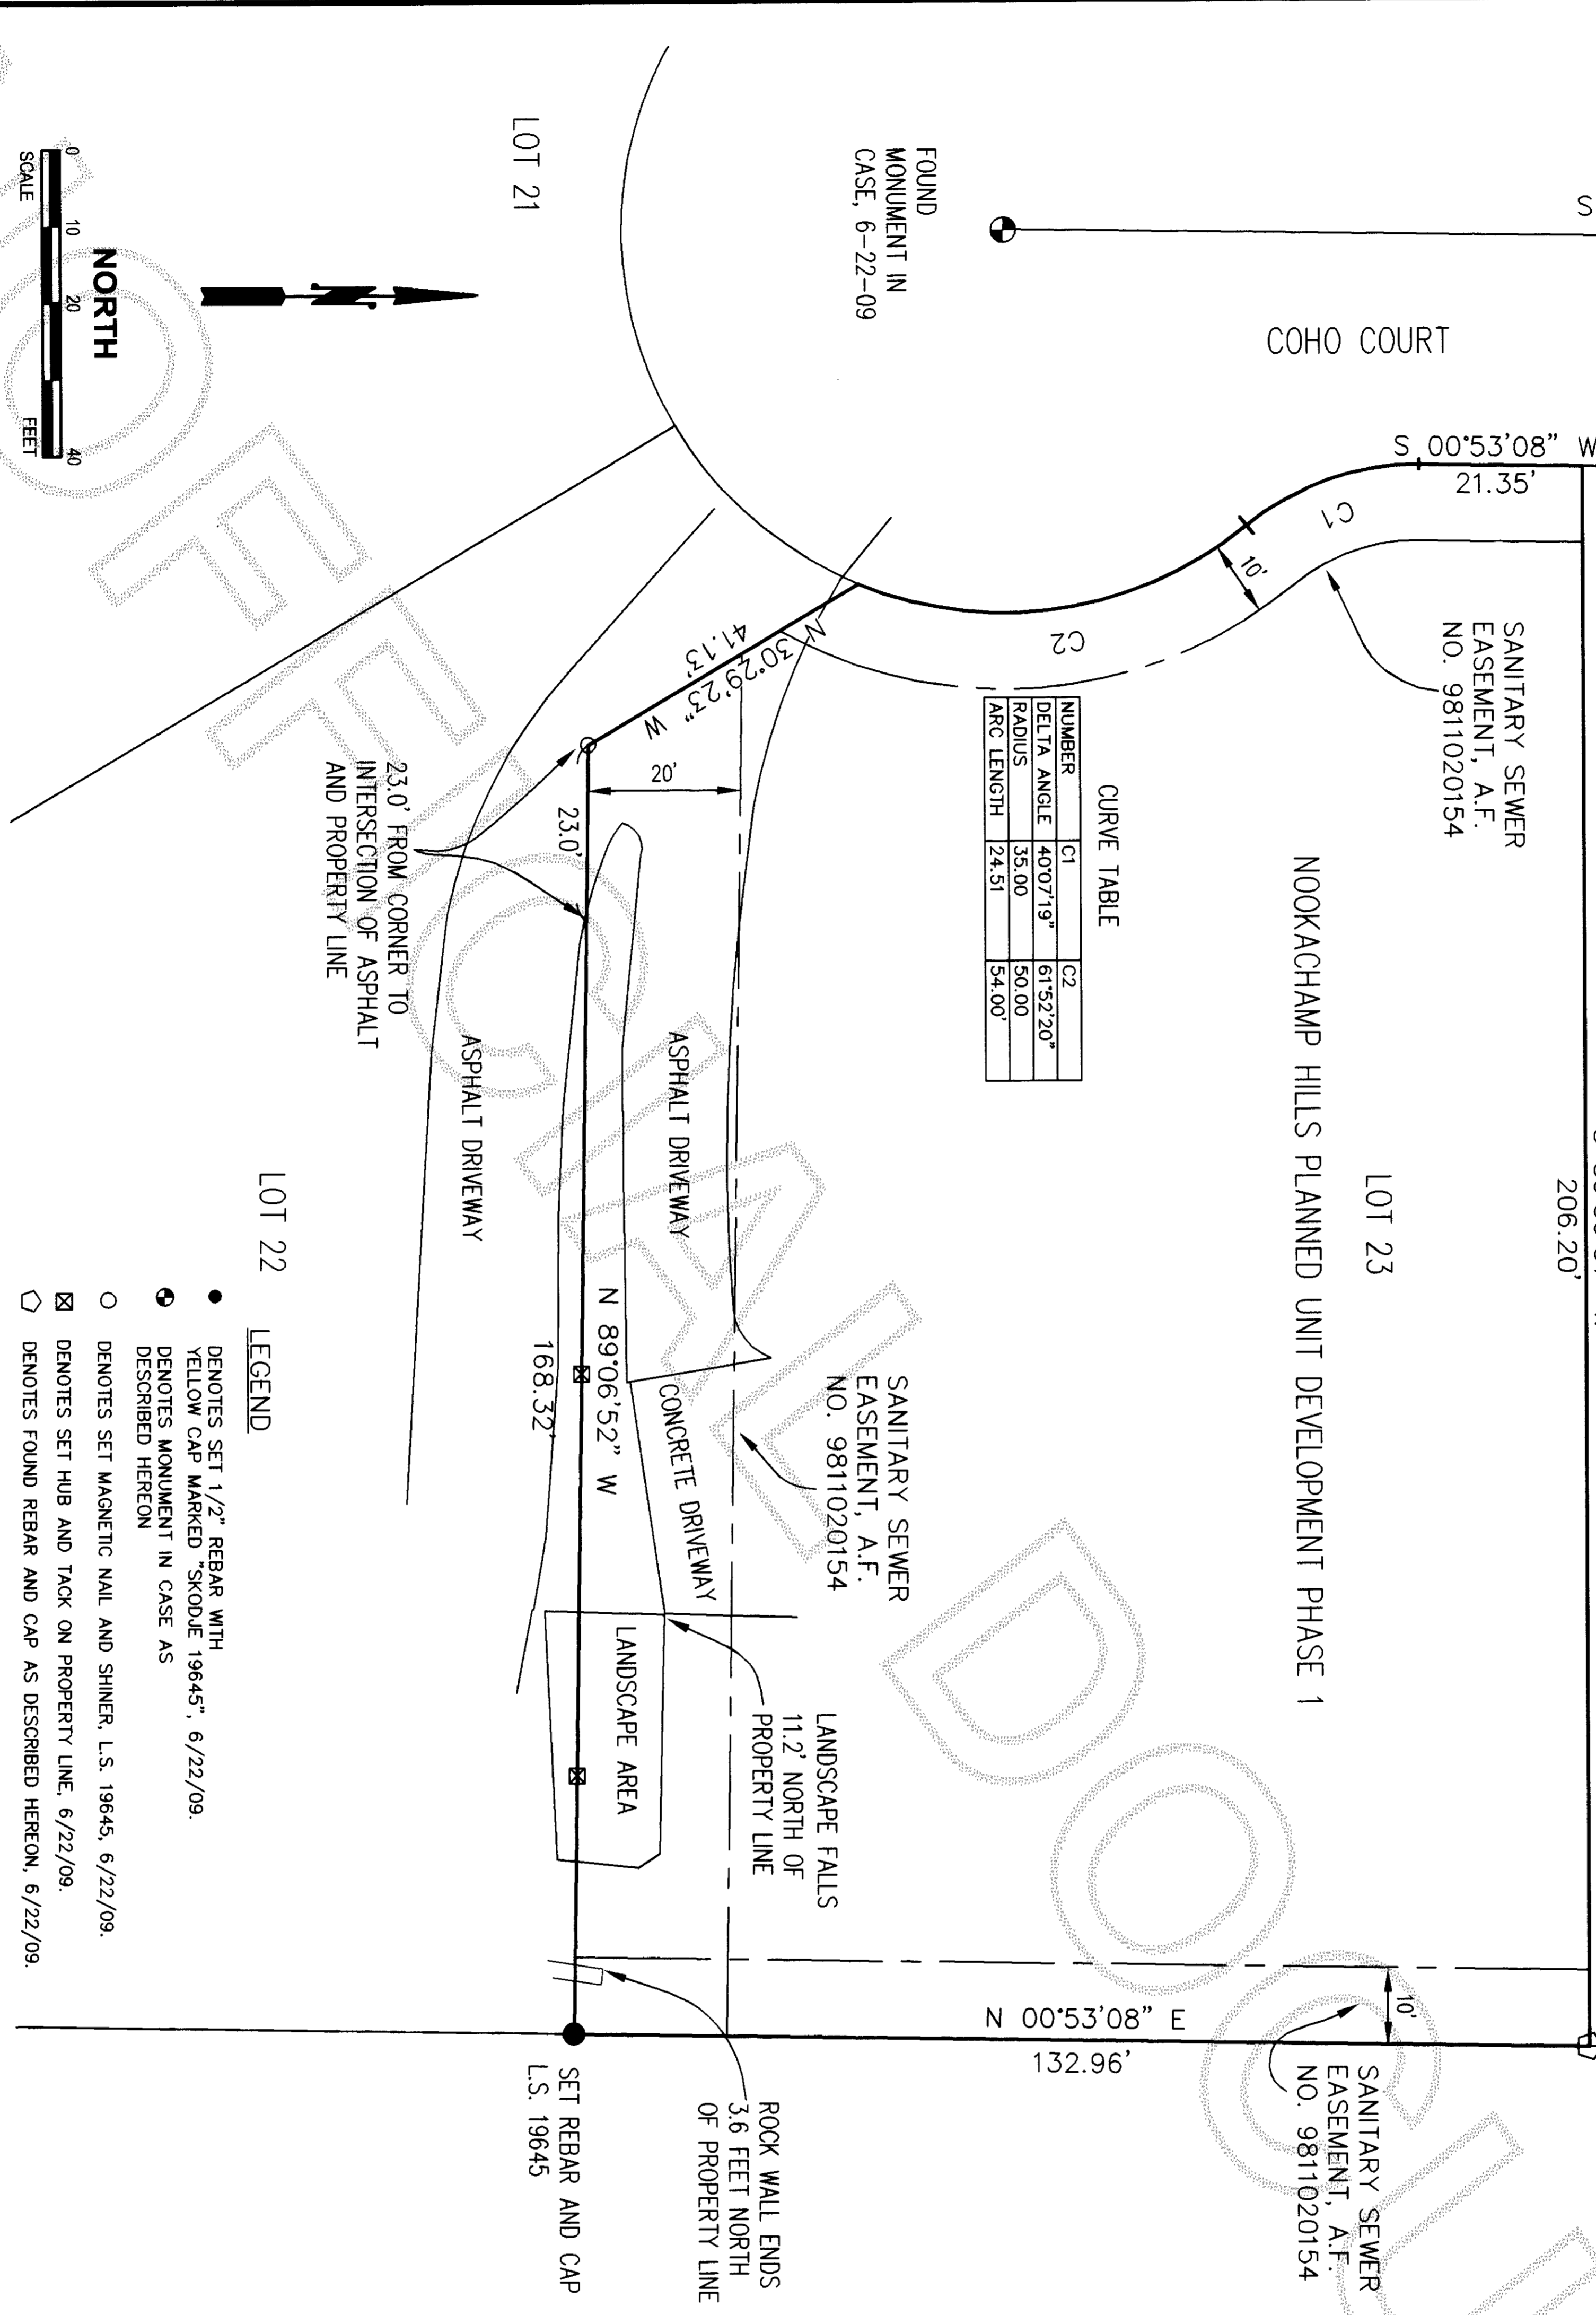 S
206.20'
S 00°53'08" W
21.35'
COHO COURT
FOUND
MONUMENT IN
CASE, 6-22-09
LOT 21
C1
10'
C2
SANITARY SEWER
EASEMENT, A.F.
NO. 9811020154
LOT 23
NOOKACHAMP HILLS PLANNED UNIT DEVELOPMENT PHASE 1
CURVE TABLE
NUMBER C1 C2
DELTA ANGLE 40°07'19" 61°52'20"
RADIUS 35.00 50.00
ARC LENGTH 24.51 54.00'
N 30°29'23" W
41.13'
20'
23.0'
23.0' FROM CORNER TO
INTERSECTION OF ASPHALT
AND PROPERTY LINE
ASPHALT DRIVEWAY
ASPHALT DRIVEWAY
N 89°06'52" W
168.32'
CONCRETE DRIVEWAY
SANITARY SEWER
EASEMENT, A.F.
NO. 9811020154
LANDSCAPE AREA
LANDSCAPE FALLS
11.2' NORTH OF
PROPERTY LINE
10'
N 00°53'08" E
132.96'
SANITARY SEWER
EASEMENT, A.F.
NO. 9811020154
ROCK WALL ENDS
3.6 FEET NORTH
OF PROPERTY LINE
SET REBAR AND CAP
L.S. 19645
LOT 22
LEGEND
DENOTES SET 1/2" REBAR WITH
YELLOW CAP MARKED "SKODJE 19645", 6/22/09.
DENOTES MONUMENT IN CASE AS
DESCRIBED HEREON
DENOTES SET MAGNETIC NAIL AND SHINER, L.S. 19645, 6/22/09.
DENOTES SET HUB AND TACK ON PROPERTY LINE, 6/22/09.
DENOTES FOUND REBAR AND CAP AS DESCRIBED HEREON, 6/22/09.
N
NORTH
0 10 20 40
SCALE FEET
OFFICIAL DOCU